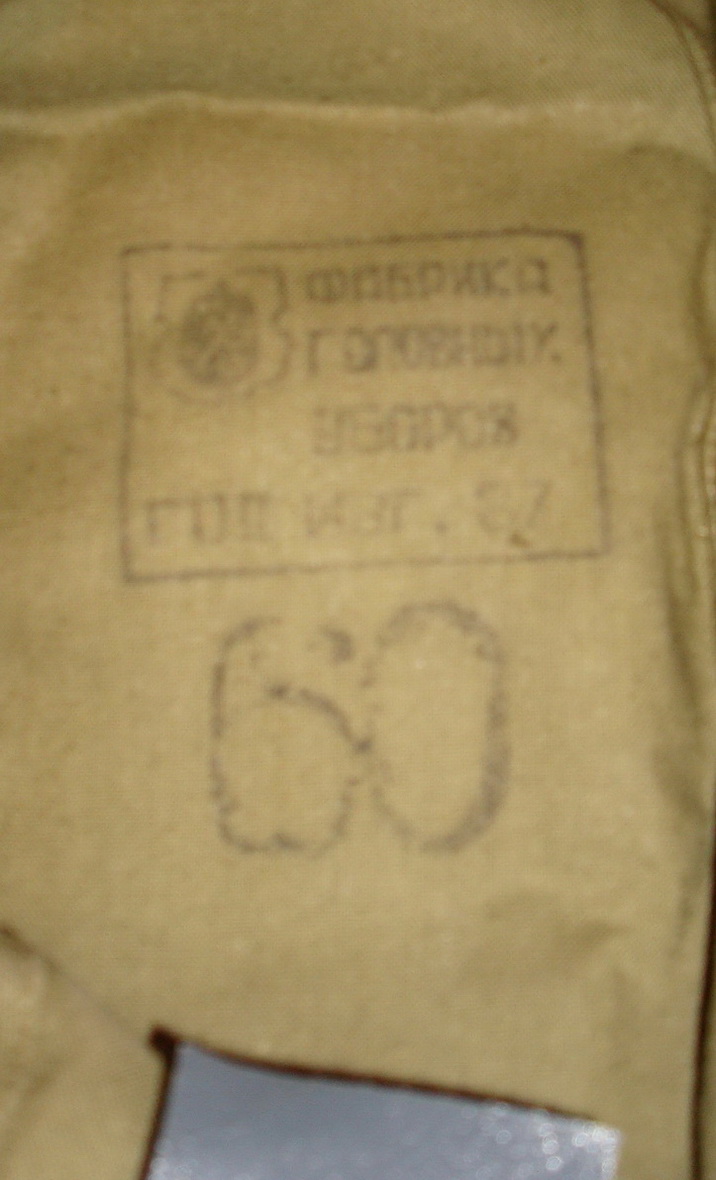 ФАБРИКА
ГОЛОВНЫХ
УБОРОВ
ГОД ИЗГ. 87
60